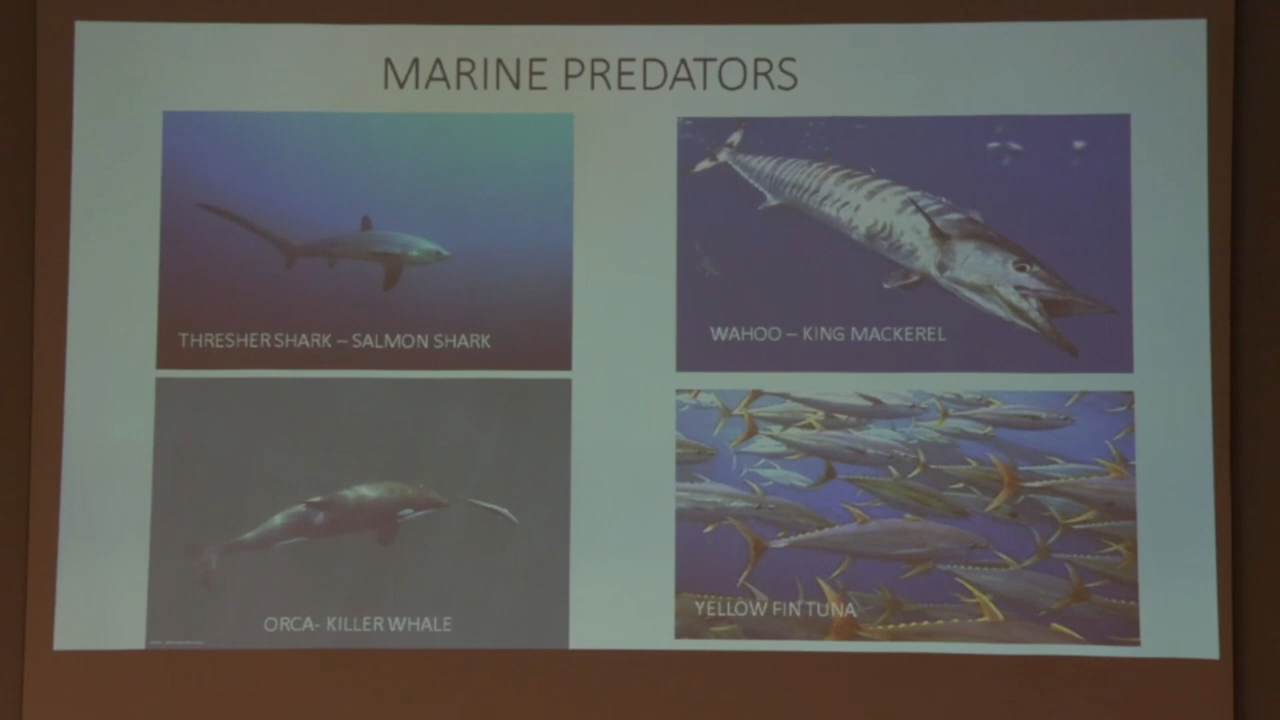 MARINE PREDATORS
THRESHER SHARK – SALMON SHARK
WAHOO – KING MACKEREL
ORCA- KILLER WHALE
YELLOW FIN TUNA